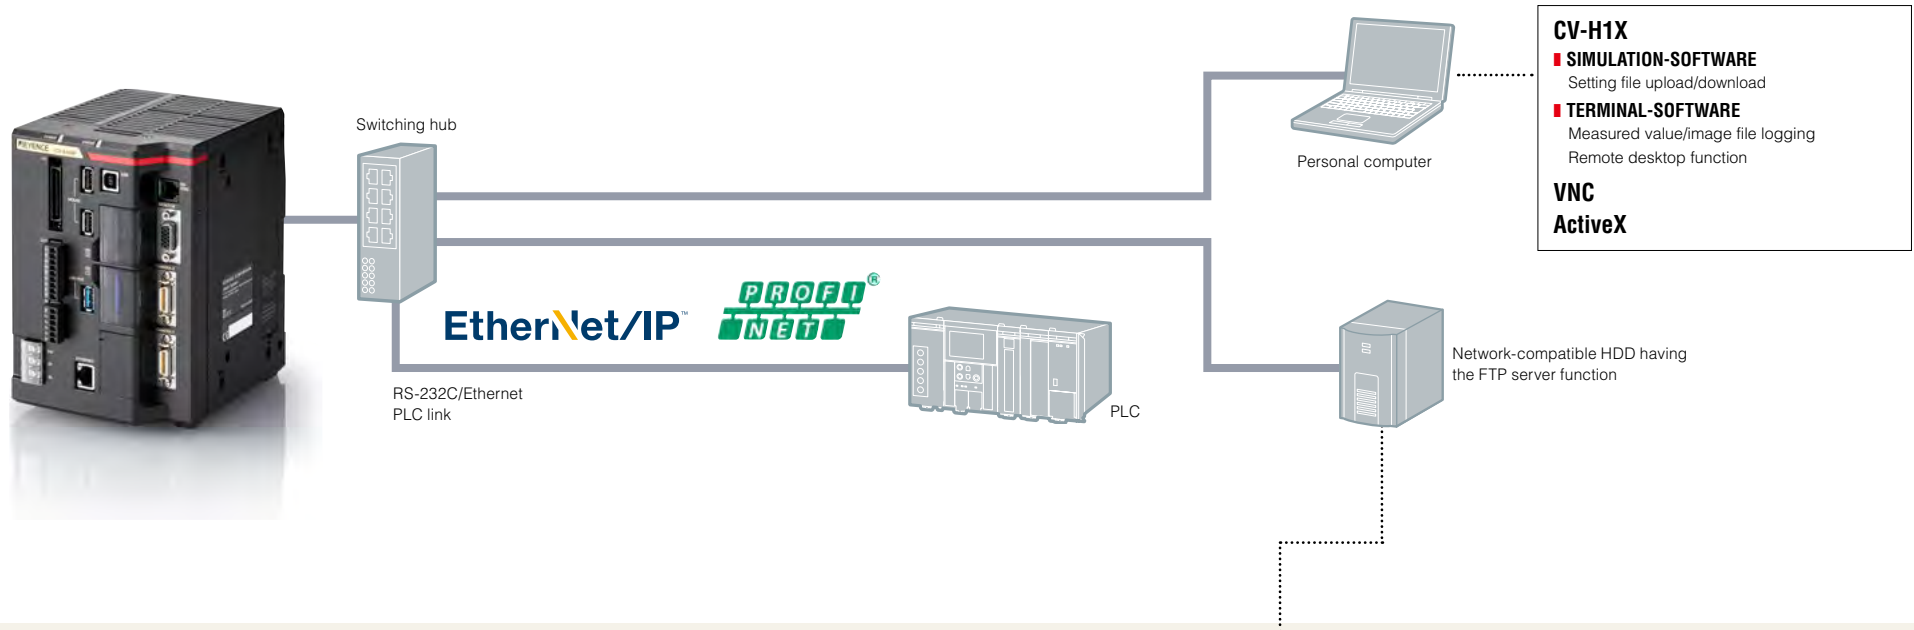 KEYENCE
Switching hub
EtherNet/IP™
PROFI®
NET
RS-232C/Ethernet
PLC link
PLC
Personal computer
CV-H1X
SIMULATION-SOFTWARE
Setting file upload/download
TERMINAL-SOFTWARE
Measured value/image file logging
Remote desktop function
VNC
ActiveX
Network-compatible HDD having
the FTP server function